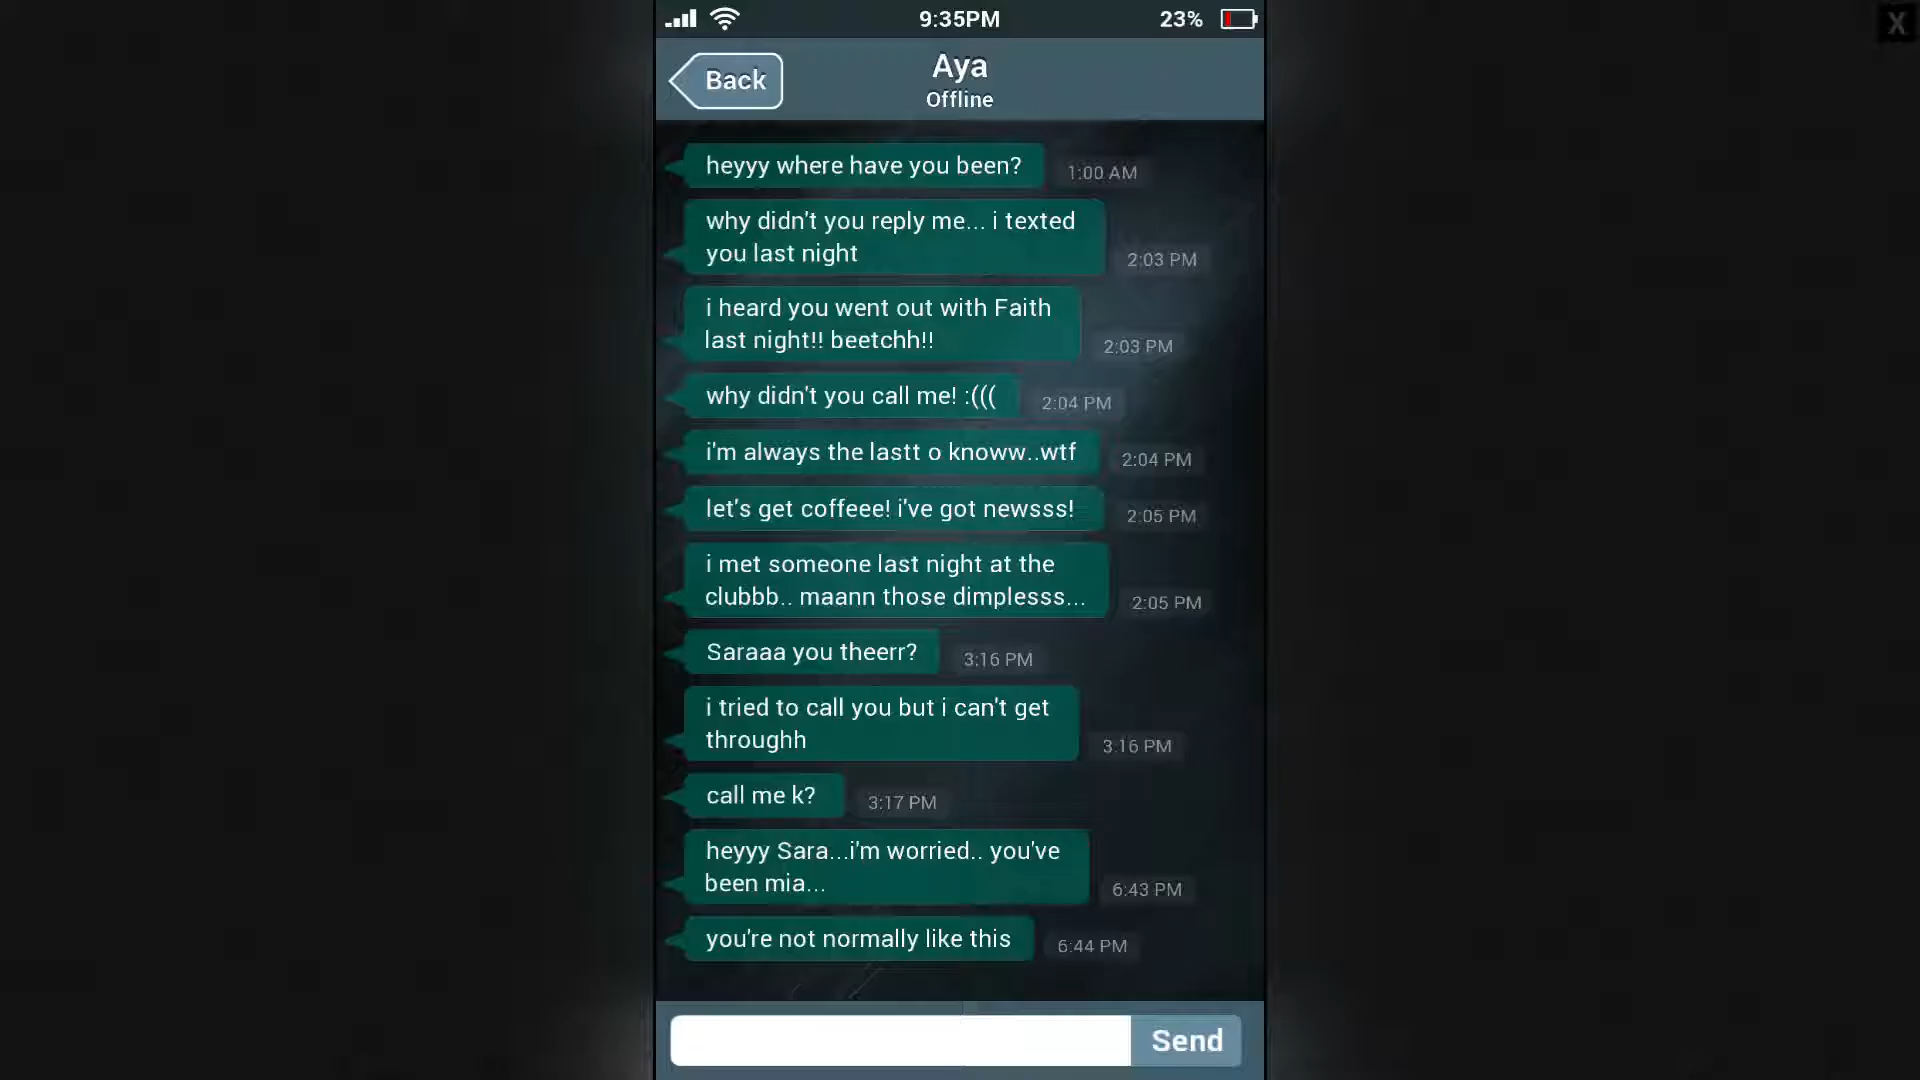 9:35PM
23%
X
Back
Aya
Offline
heyyy where have you been?
1:00 AM
why didn't you reply me... i texted
you last night
2:03 PM
i heard you went out with Faith
last night!! beetchh!!
2:03 PM
why didn't you call me! :(((
2:04 PM
i'm always the lastt o knoww..wtf
2:04 PM
let's get coffeee! i've got newsss!
2:05 PM
i met someone last night at the
clubbb.. maann those dimplesss...
2:05 PM
Saraaa you theerr?
3:16 PM
i tried to call you but i can't get
throughh
3:16 PM
call me k?
3:17 PM
heyyy Sara...i'm worried.. you've
been mia...
6:43 PM
you're not normally like this
6:44 PM
Send